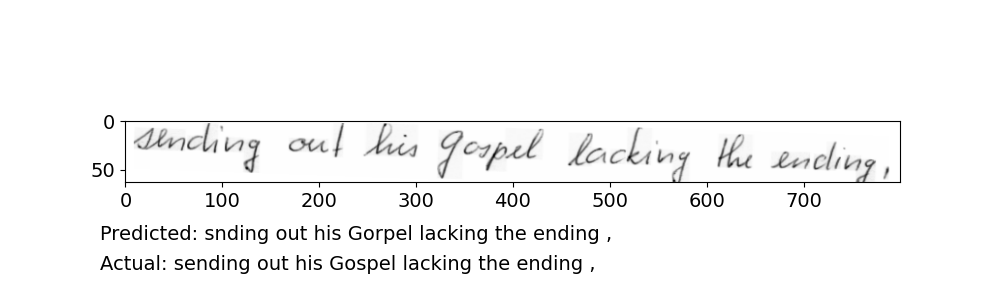 0
sending out his Gospel lacking the ending,
50
0 100 200 300 400 500 600 700
Predicted: snding out his Gorpel lacking the ending ,
Actual: sending out his Gospel lacking the ending ,